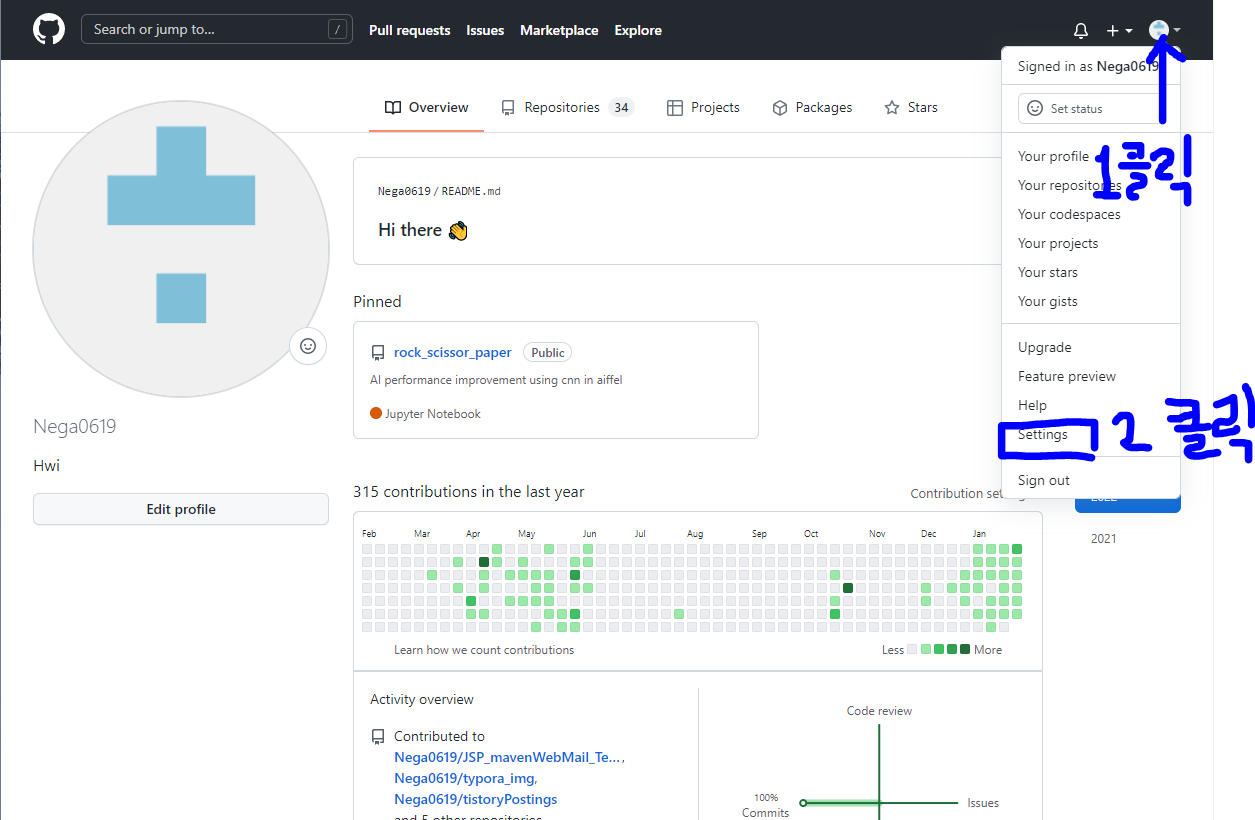 Search or jump to... /
Pull requests Issues Marketplace Explore
Signed in as Nega0619
Set status
Your profile
Your repositories
Your codespaces
Your projects
Your stars
Your gists
Upgrade
Feature preview
Help
Settings
Sign out
1클릭
2 클릭
Overview Repositories 34 Projects Packages Stars
Nega0619 / README.md
Hi there 👋
Pinned
rock_scissor_paper Public
AI performance improvement using cnn in aiffel
Jupyter Notebook
Nega0619
Hwi
Edit profile
315 contributions in the last year
Contribution
2022
2021
Feb Mar Apr May Jun Jul Aug Sep Oct Nov Dec Jan
Learn how we count contributions
Less More
Activity overview
Contributed to
Nega0619/JSP_mavenWebMail_Te...,
Nega0619/typora_img,
Nega0619/tistoryPostings
and 5 other repositories
Code review
100%
Commits
Issues